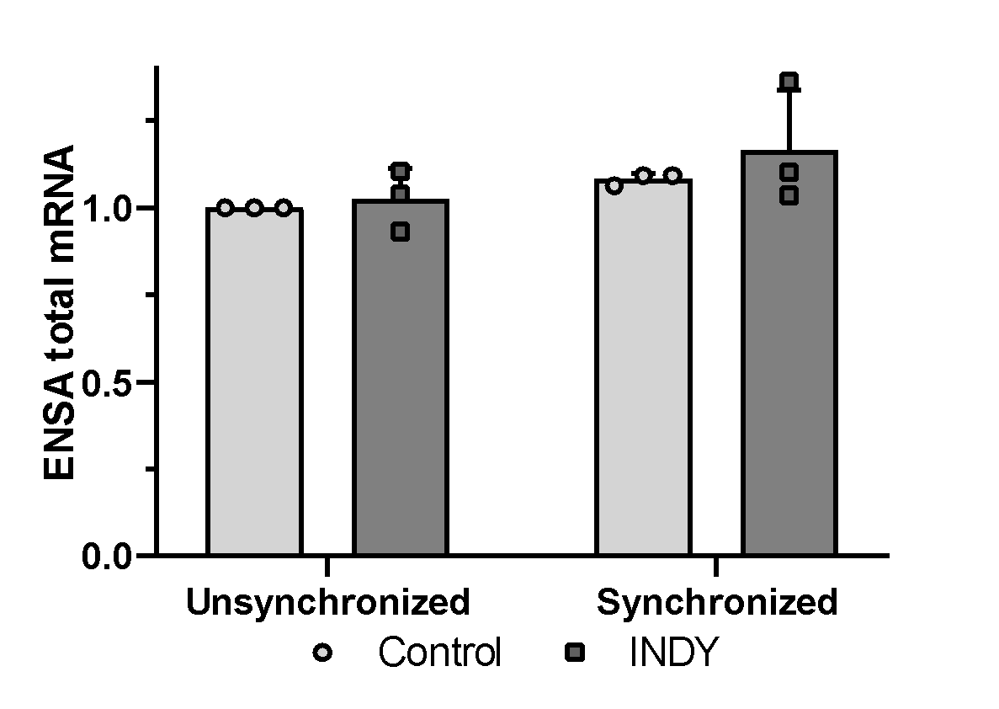 ENSA total mRNA
1.0
0.5
0.0
Unsynchronized Synchronized
Control INDY